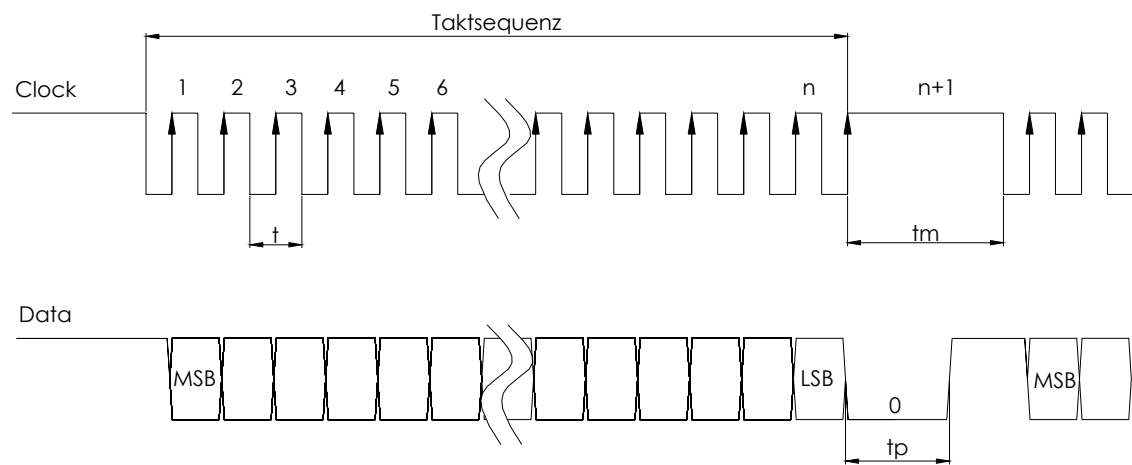 Taktsequenz
Clock 1 2 3 4 5 6 n n+1
t tm
Data
MSB LSB 0 MSB
tp